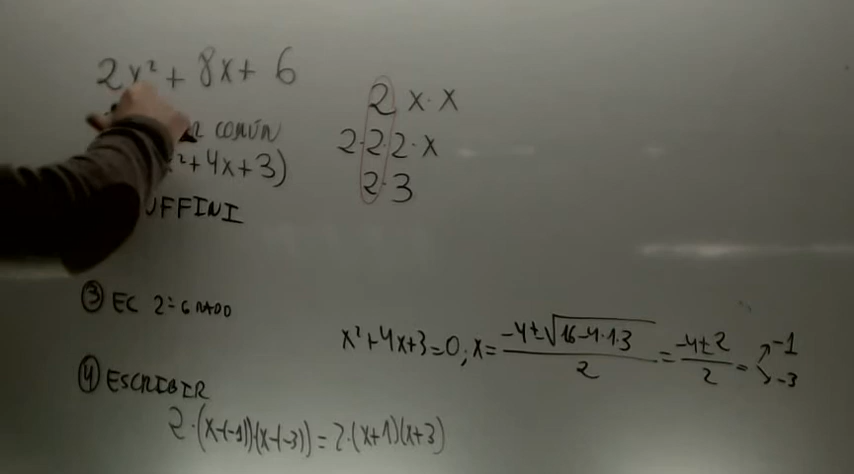 2x² + 8x + 6
COMÚN
²+4x+3)
UFFINI
2 x·x
2·2·2·x
2·3
③ EC 2º GRADO
x²+4x+3=0; x= -4±√16-4·1·3 / 2 = -4±2 / 2 = -1 -3
④ ESCRIBIR
2·(x-(-1))·(x-(-3)) = 2·(x+1)(x+3)